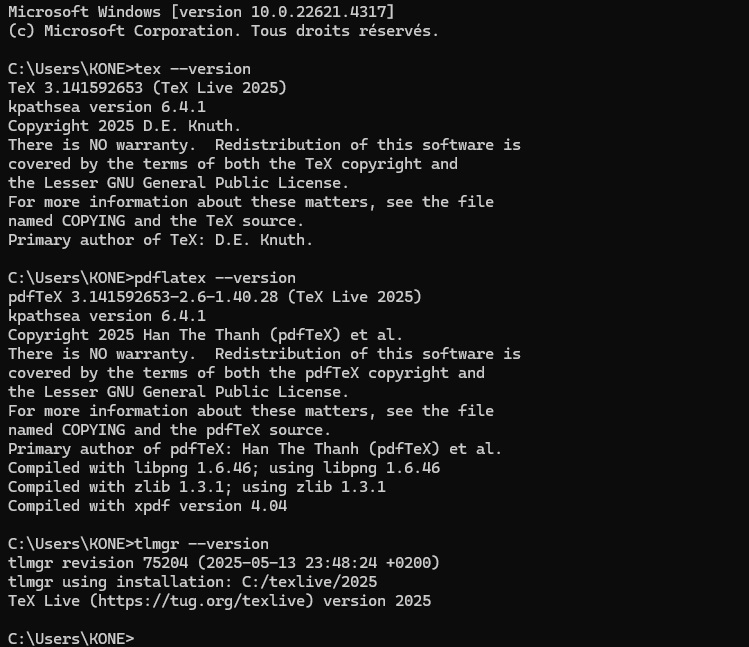 Microsoft Windows [version 10.0.22621.4317]
(c) Microsoft Corporation. Tous droits réservés.
C:\Users\KONE>tex --version
TeX 3.141592653 (TeX Live 2025)
kpathsea version 6.4.1
Copyright 2025 D.E. Knuth.
There is NO warranty.  Redistribution of this software is
covered by the terms of both the TeX copyright and
the Lesser GNU General Public License.
For more information about these matters, see the file
named COPYING and the TeX source.
Primary author of TeX: D.E. Knuth.
C:\Users\KONE>pdflatex --version
pdfTeX 3.141592653-2.6-1.40.28 (TeX Live 2025)
kpathsea version 6.4.1
Copyright 2025 Han The Thanh (pdfTeX) et al.
There is NO warranty.  Redistribution of this software is
covered by the terms of both the pdfTeX copyright and
the Lesser GNU General Public License.
For more information about these matters, see the file
named COPYING and the pdfTeX source.
Primary author of pdfTeX: Han The Thanh (pdfTeX) et al.
Compiled with libpng 1.6.46; using libpng 1.6.46
Compiled with zlib 1.3.1; using zlib 1.3.1
Compiled with xpdf version 4.04
C:\Users\KONE>tlmgr --version
tlmgr revision 75204 (2025-05-13 23:48:24 +0200)
tlmgr using installation: C:/texlive/2025
TeX Live (https://tug.org/texlive) version 2025
C:\Users\KONE>